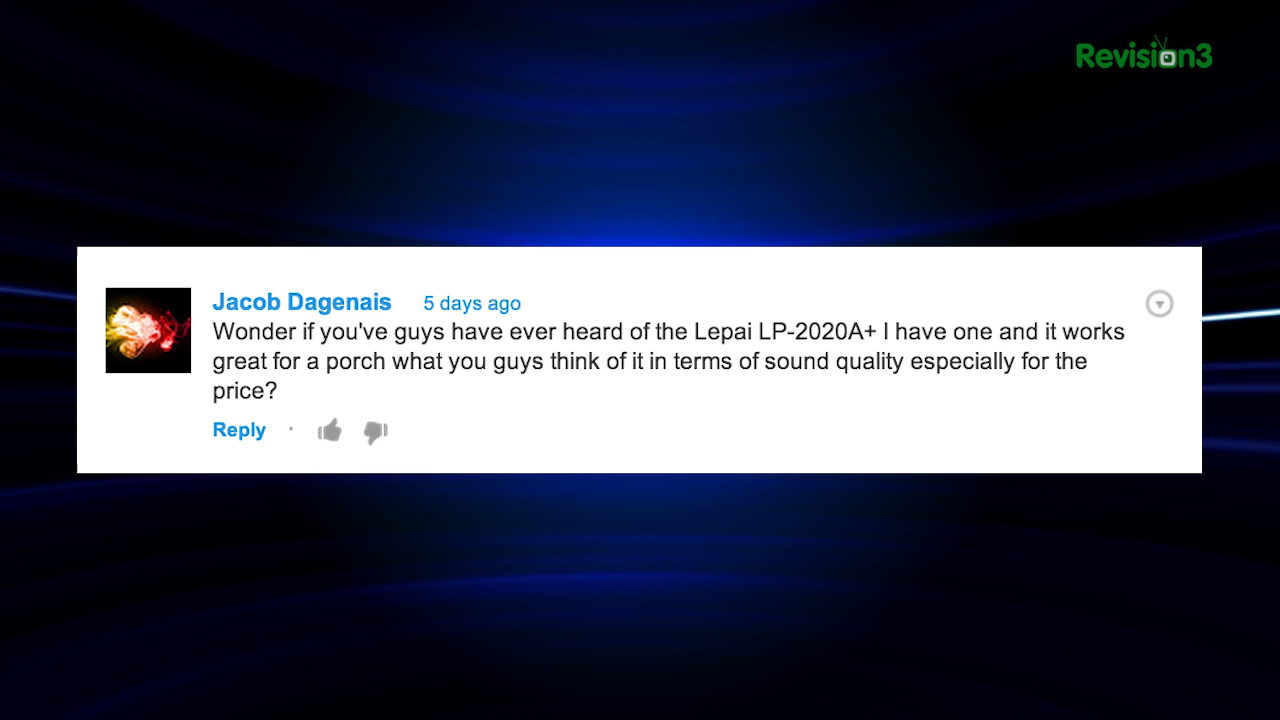 Revision3
Jacob Dagenais 5 days ago
Wonder if you've guys have ever heard of the Lepai LP-2020A+ I have one and it works
great for a porch what you guys think of it in terms of sound quality especially for the
price?
Reply ·